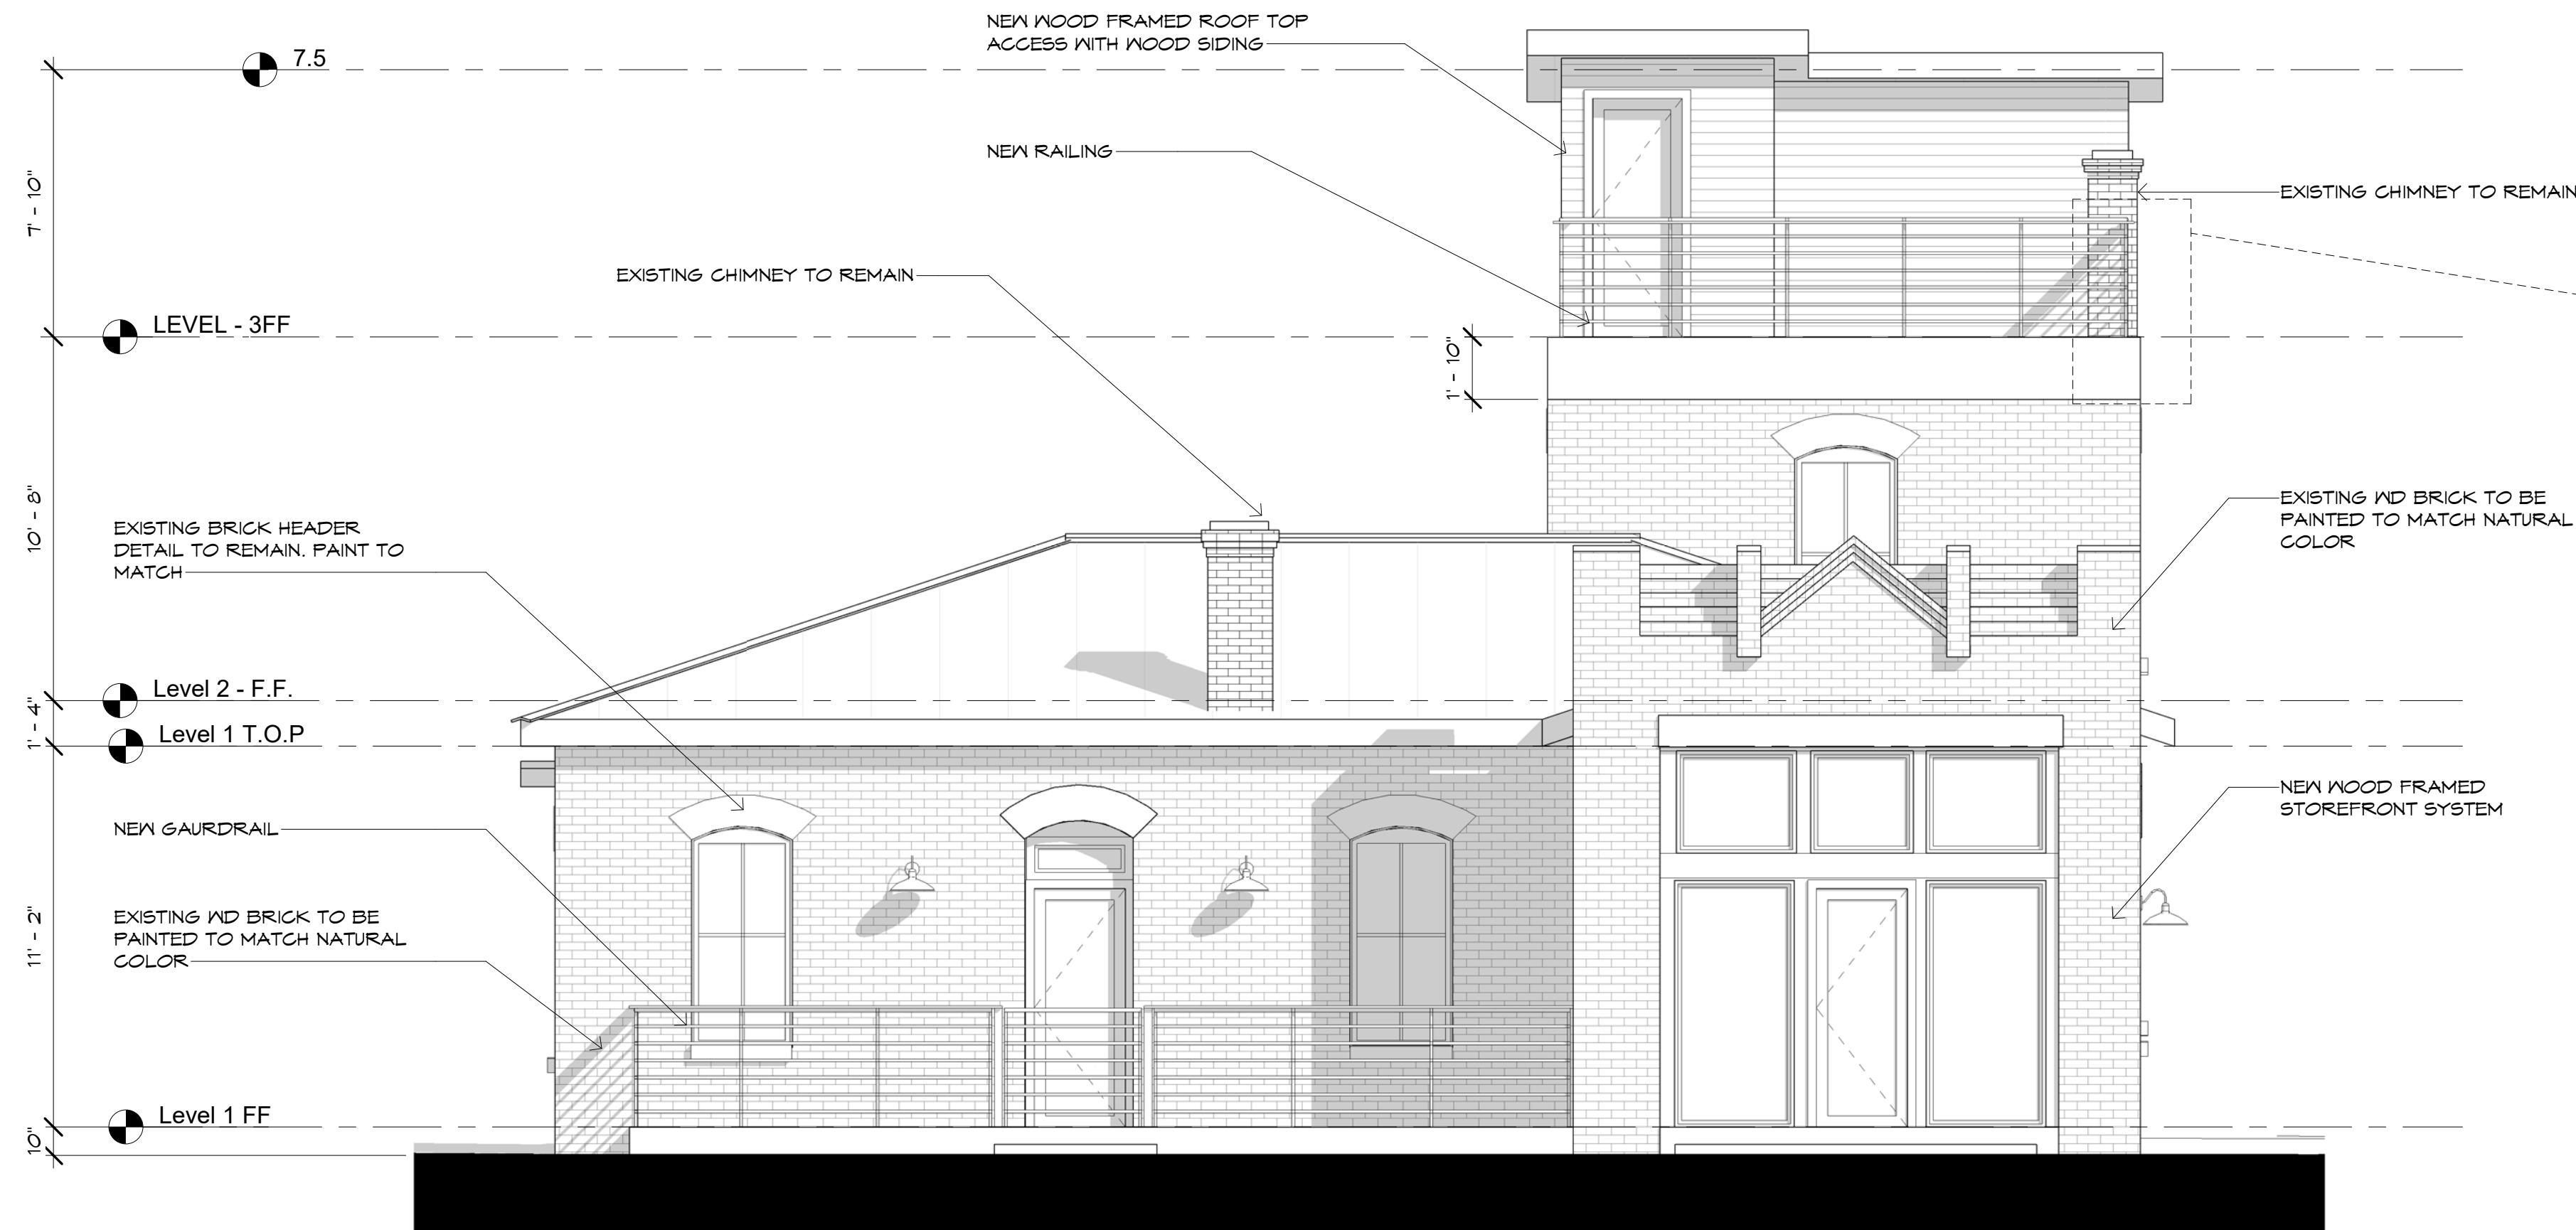 NEW WOOD FRAMED ROOF TOP
ACCESS WITH WOOD SIDING
7.5
NEW RAILING
7' - 10"
EXISTING CHIMNEY TO REMAIN
EXISTING CHIMNEY TO REMAIN
LEVEL - 3FF
1' - 10"
10' - 8"
EXISTING BRICK HEADER
DETAIL TO REMAIN. PAINT TO
MATCH
EXISTING WD BRICK TO BE
PAINTED TO MATCH NATURAL
COLOR
Level 2 - F.F.
1' - 4"
Level 1 T.O.P
NEW WOOD FRAMED
STOREFRONT SYSTEM
NEW GAURDRAIL
EXISTING WD BRICK TO BE
PAINTED TO MATCH NATURAL
COLOR
11' - 2"
Level 1 FF
10"